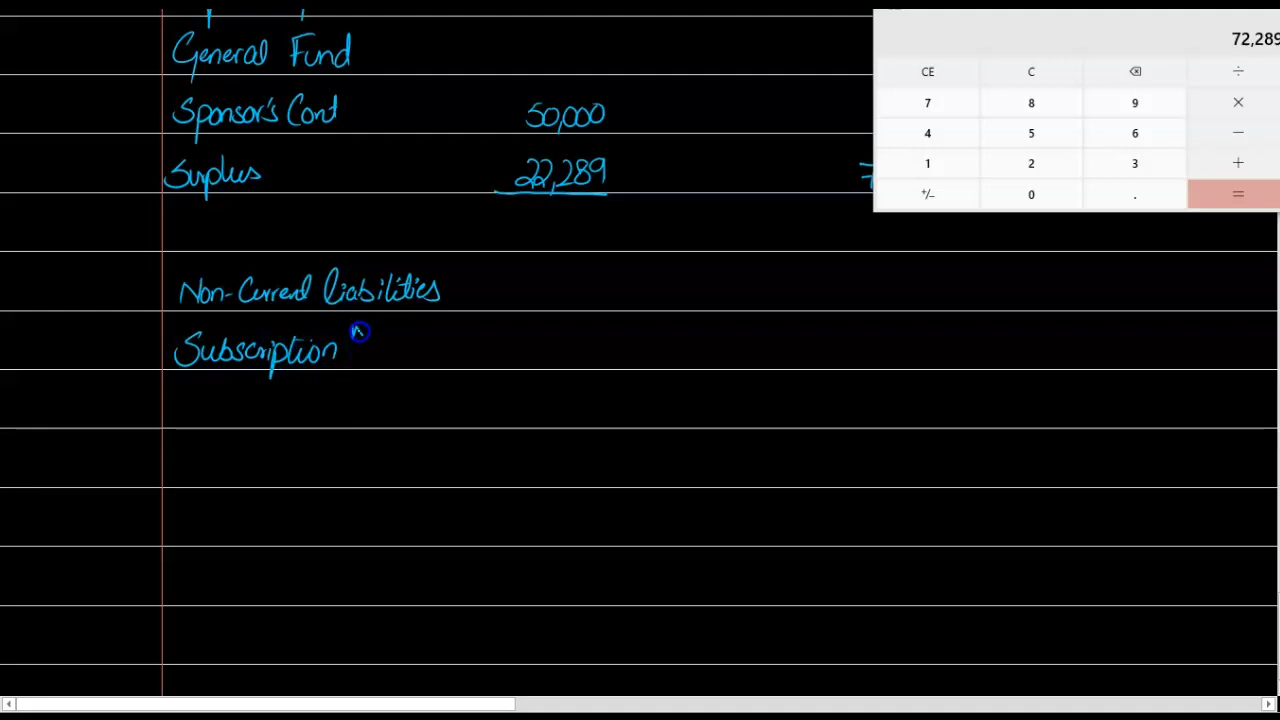 General Fund
Sponsor's Cont 50,000
Surplus 22,289 7
Non-Current liabilities
Subscription
72,289
CE C ⌫ ÷
7 8 9 ×
4 5 6 −
1 2 3 +
+/− 0 . =